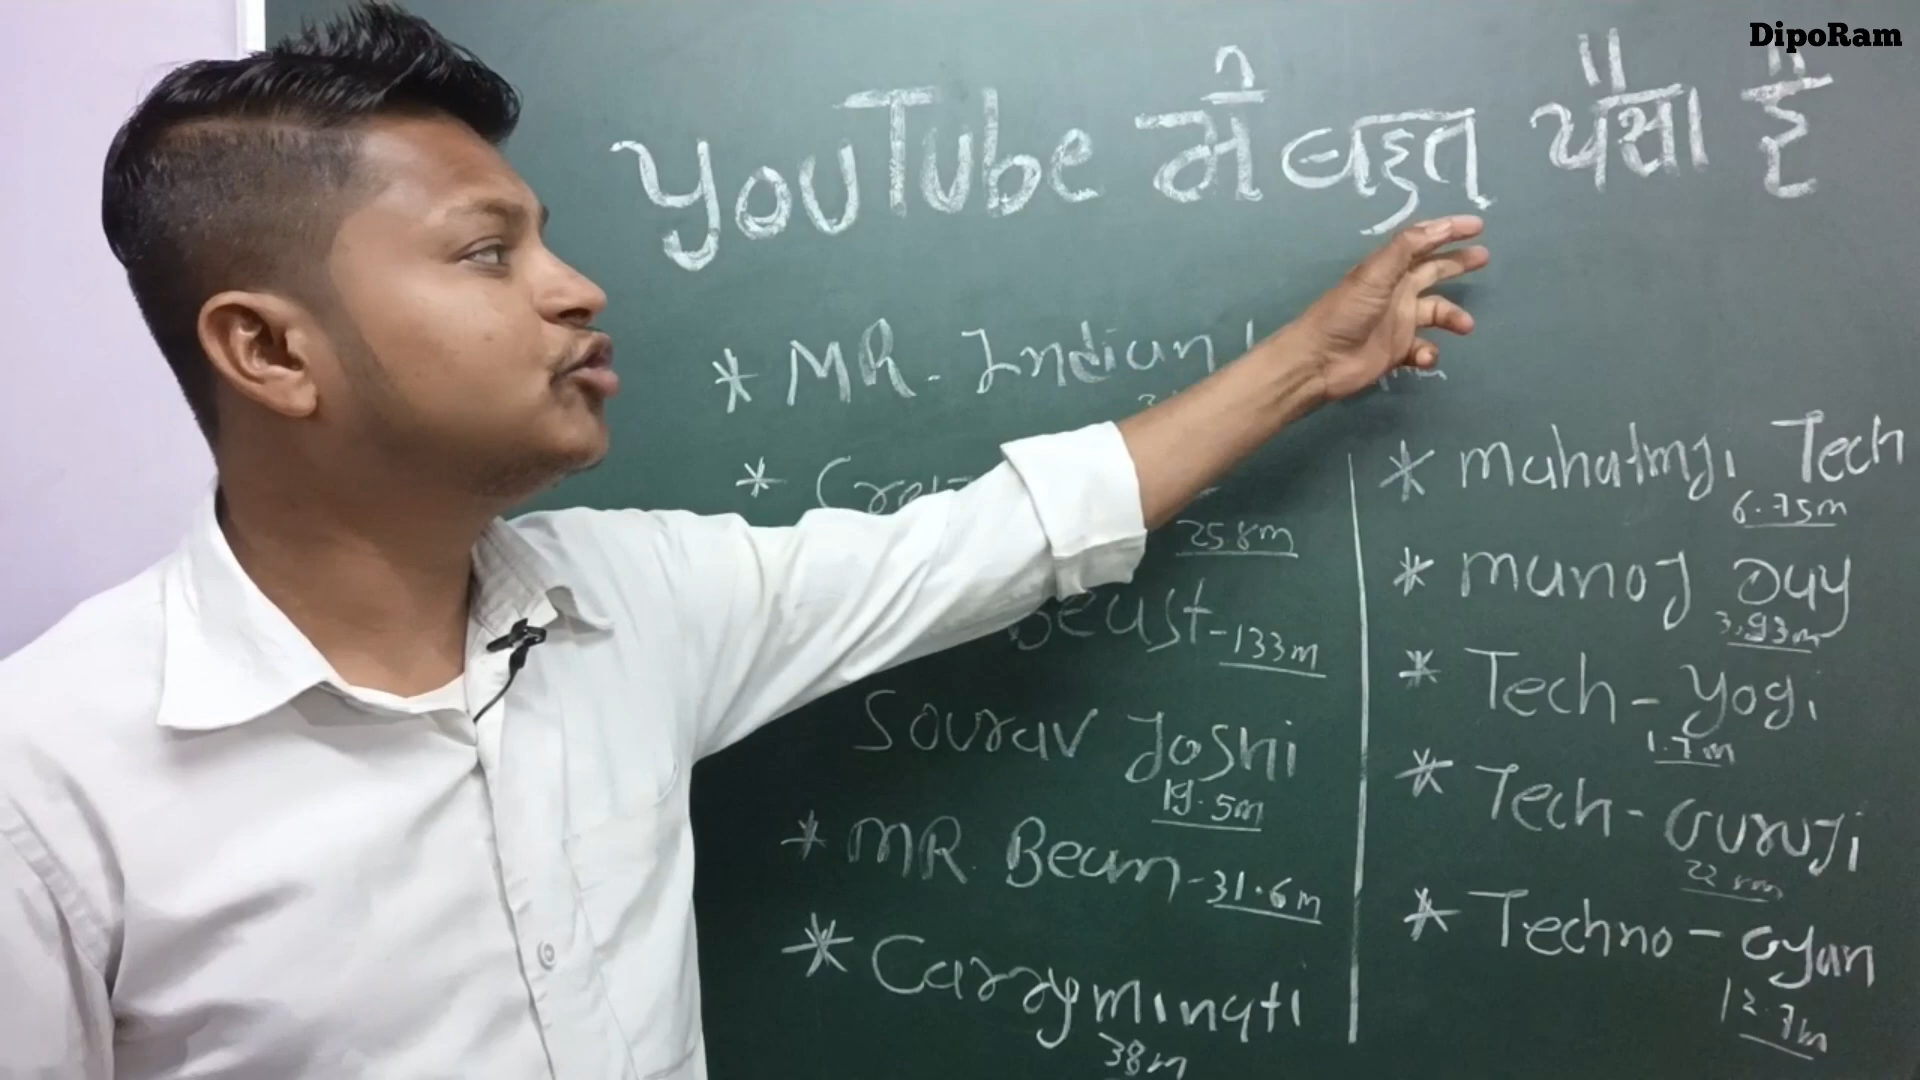 DipoRam
YouTube में बहुत पैसा है
* MR. Indian
*
25.8m
Beast - 133m
Sourav Joshi
19.5m
* MR. Bean - 31.6m
* Carryminati
38m
* Mahatmji Tech
6.75m
* Manoj Day
3.93m
* Tech - Yogi
1.7m
* Tech - Guruji
22
* Techno - Gyan
12.7m